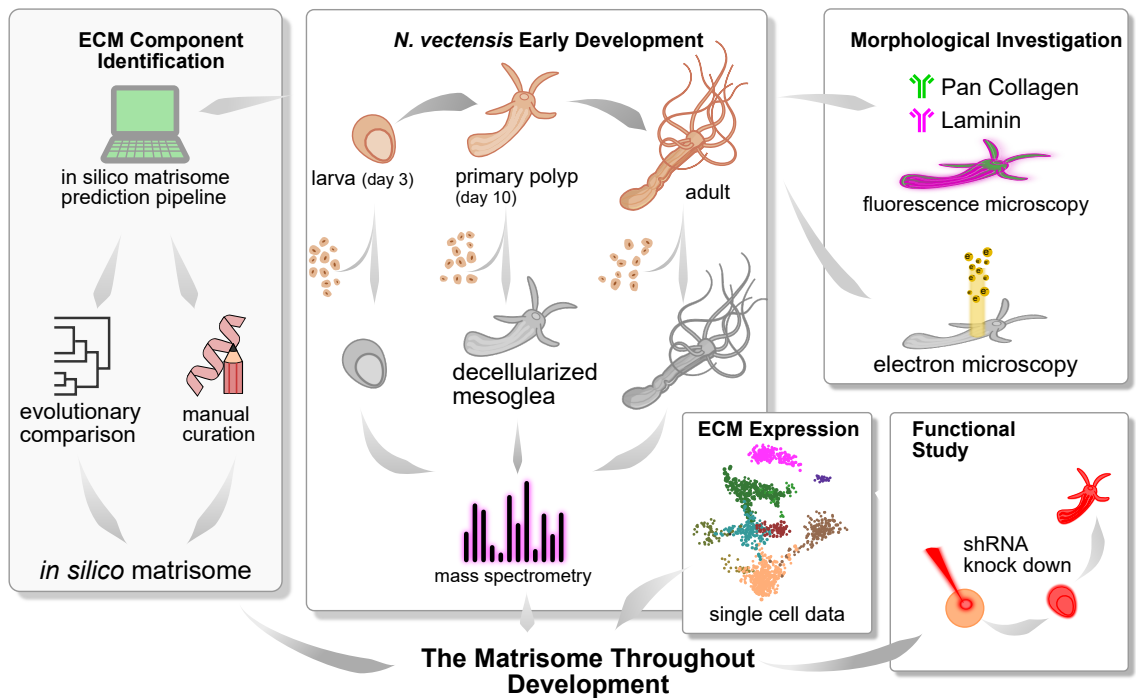 ECM Component
Identification
in silico matrisome
prediction pipeline
evolutionary
comparison
manual
curation
in silico matrisome
N. vectensis Early Development
larva (day 3)
primary polyp
(day 10)
adult
decellularized
mesoglea
mass spectrometry
Morphological Investigation
Pan Collagen
Laminin
fluorescence microscopy
electron microscopy
ECM Expression
single cell data
Functional
Study
shRNA
knock down
The Matrisome Throughout
Development